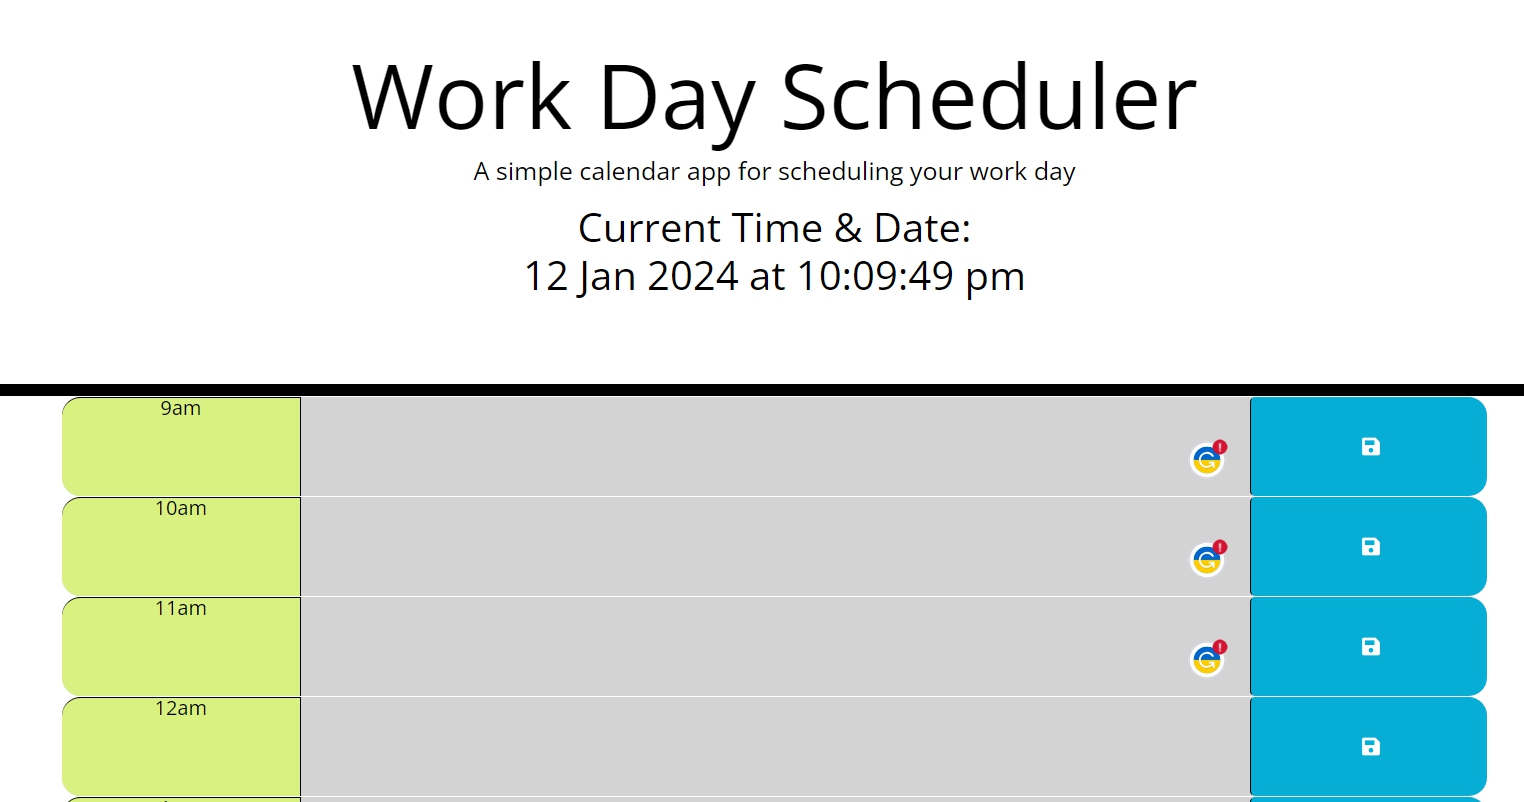 Work Day Scheduler
A simple calendar app for scheduling your work day
Current Time & Date:
12 Jan 2024 at 10:09:49 pm
9am
10am
11am
12am